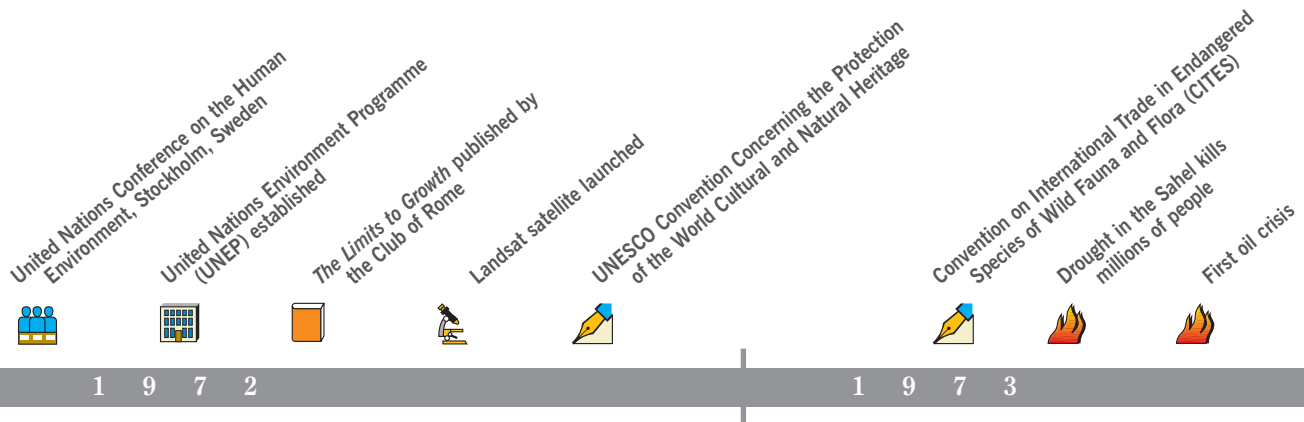 United Nations Conference on the Human
Environment, Stockholm, Sweden
United Nations Environment Programme
(UNEP) established
The Limits to Growth published by
the Club of Rome
Landsat satellite launched
UNESCO Convention Concerning the Protection
of the World Cultural and Natural Heritage
Convention on International Trade in Endangered
Species of Wild Fauna and Flora (CITES)
Drought in the Sahel kills
millions of people
First oil crisis
1 9 7 2
1 9 7 3